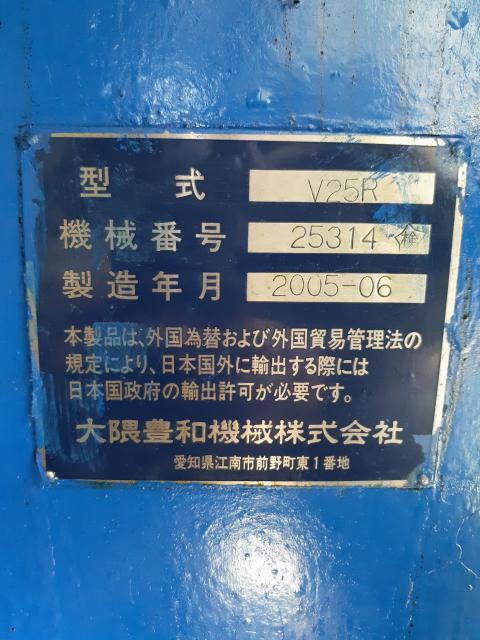 型式 V25R
機械番号 25314 検
製造年月 2005-06
本製品は、外国為替および外国貿易管理法の
規定により、日本国外に輸出する際には
日本国政府の輸出許可が必要です。
大隈豊和機械株式会社
愛知県江南市前野町東1番地